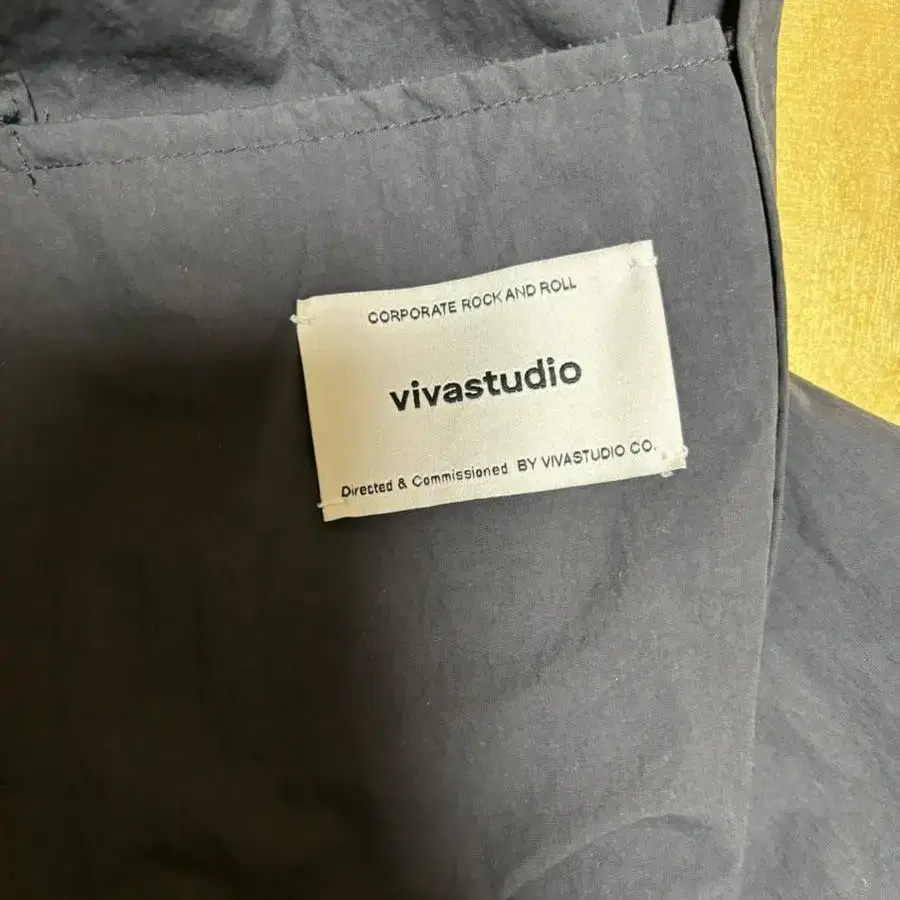 CORPORATE ROCK AND ROLL
vivastudio
Directed & Commissioned BY VIVASTUDIO CO.